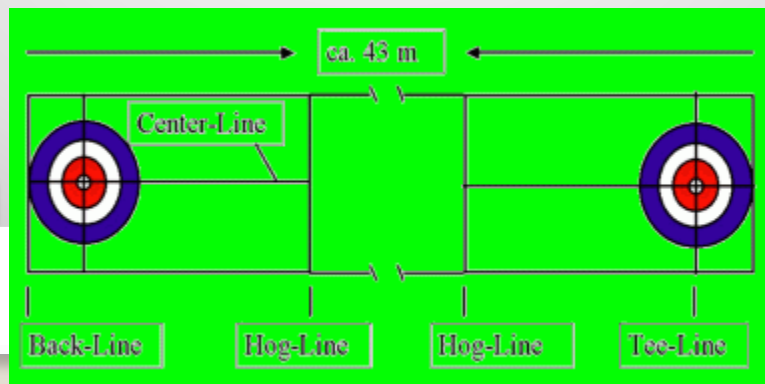 ca. 43 m
Center-Line
Back-Line
Hog-Line
Hog-Line
Tee-Line